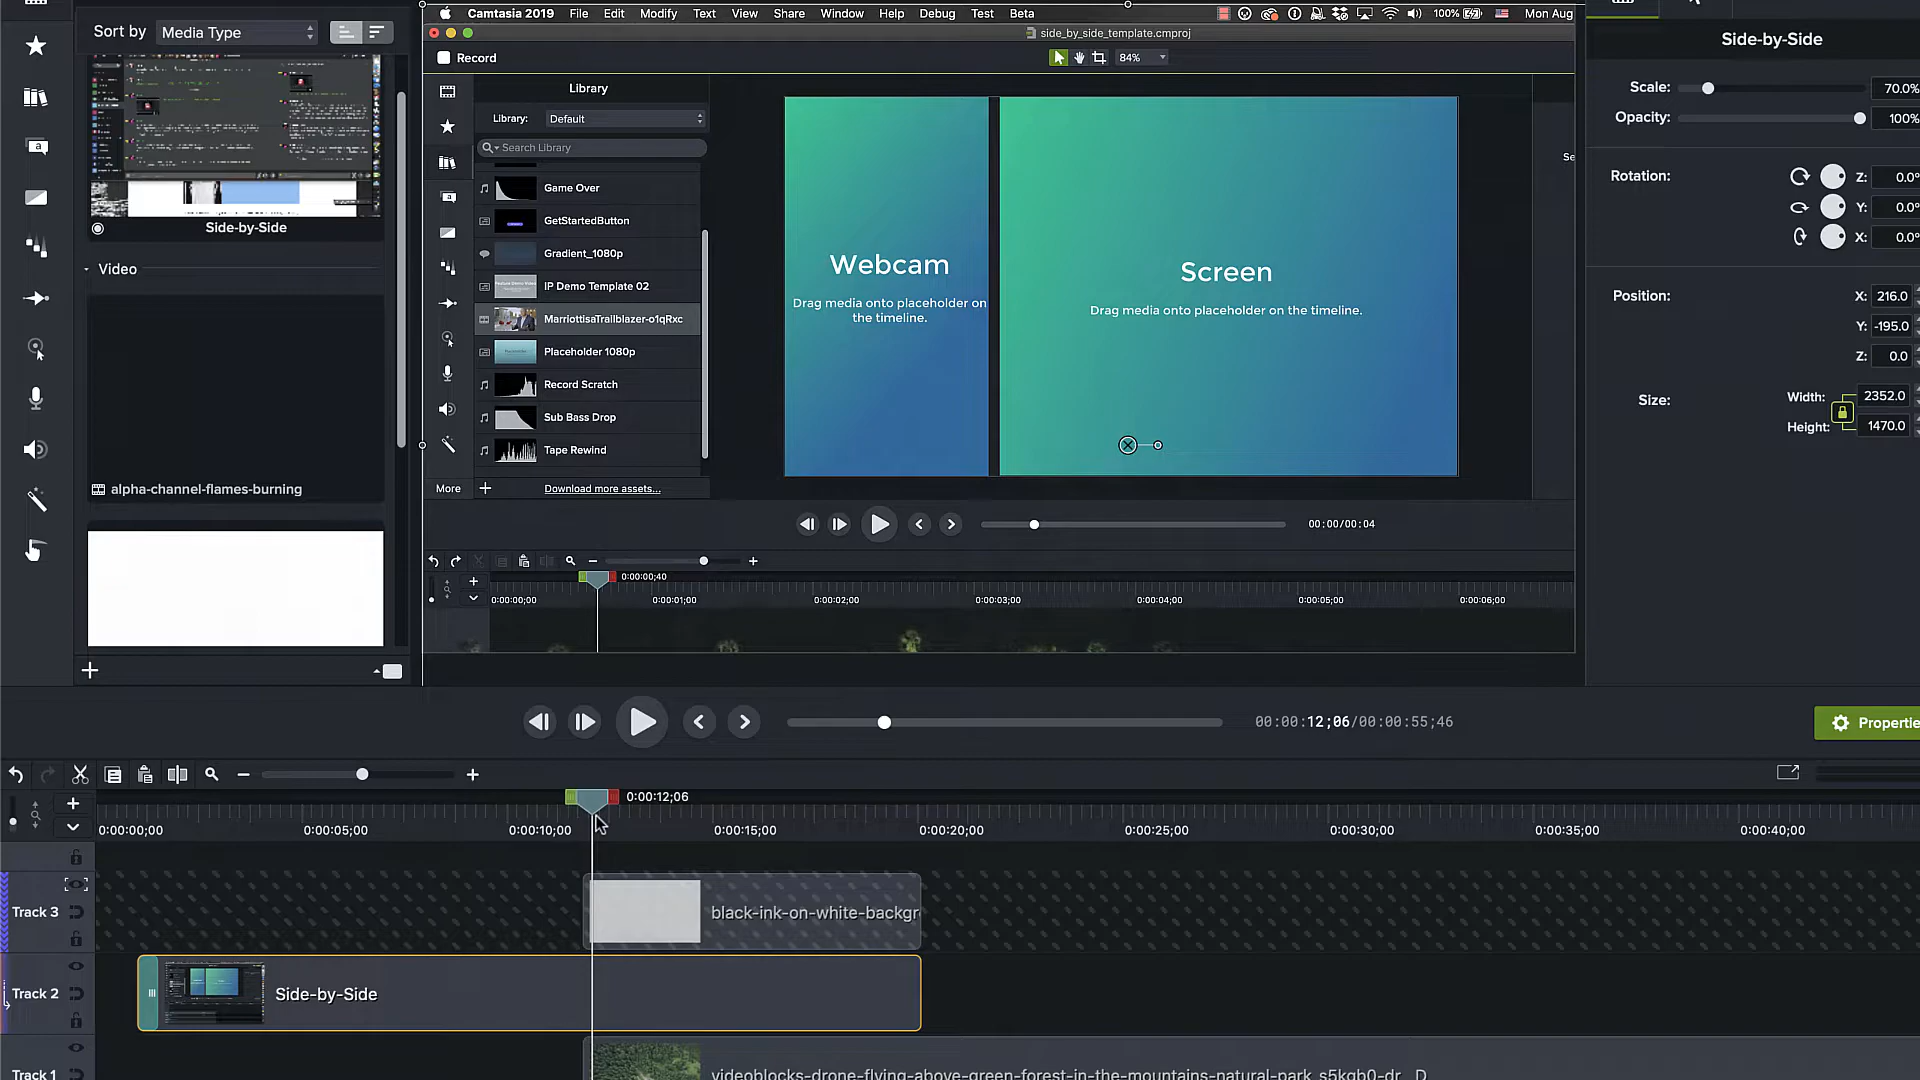 Sort by Media Type
Side-by-Side
Video
alpha-channel-flames-burning
Camtasia 2019 File Edit Modify Text View Share Window Help Debug Test Beta 100% Mon Aug
side_by_side_template.cmproj
Record
84%
Library
Library: Default
Search Library
Game Over
GetStartedButton
Gradient_1080p
IP Demo Template 02
MarriottisaTrailblazer-o1qRxc
Placeholder 1080p
Record Scratch
Sub Bass Drop
Tape Rewind
More
Download more assets...
Webcam
Drag media onto placeholder on
the timeline.
Screen
Drag media onto placeholder on the timeline.
Se
00:00/00:04
0:00:00;40
0:00:00;00 0:00:01;00 0:00:02;00 0:00:03;00 0:00:04;00 0:00:05;00 0:00:06;00
Side-by-Side
Scale: 70.0%
Opacity: 100%
Rotation: Z: 0.0°
Y: 0.0°
X: 0.0°
Position: X: 216.0
Y: -195.0
Z: 0.0
Size: Width: 2352.0
Height: 1470.0
00:00:12;06/00:00:55;46
Propertie
0:00:12;06
0:00:00;00 0:00:05;00 0:00:10;00 0:00:15;00 0:00:20;00 0:00:25;00 0:00:30;00 0:00:35;00 0:00:40;00
Track 3
black-ink-on-white-backgr
Track 2
Side-by-Side
Track 1
videoblocks-drone-flying-above-green-forest-in-the-mountains-natural-park_s5kgb0-dr__D